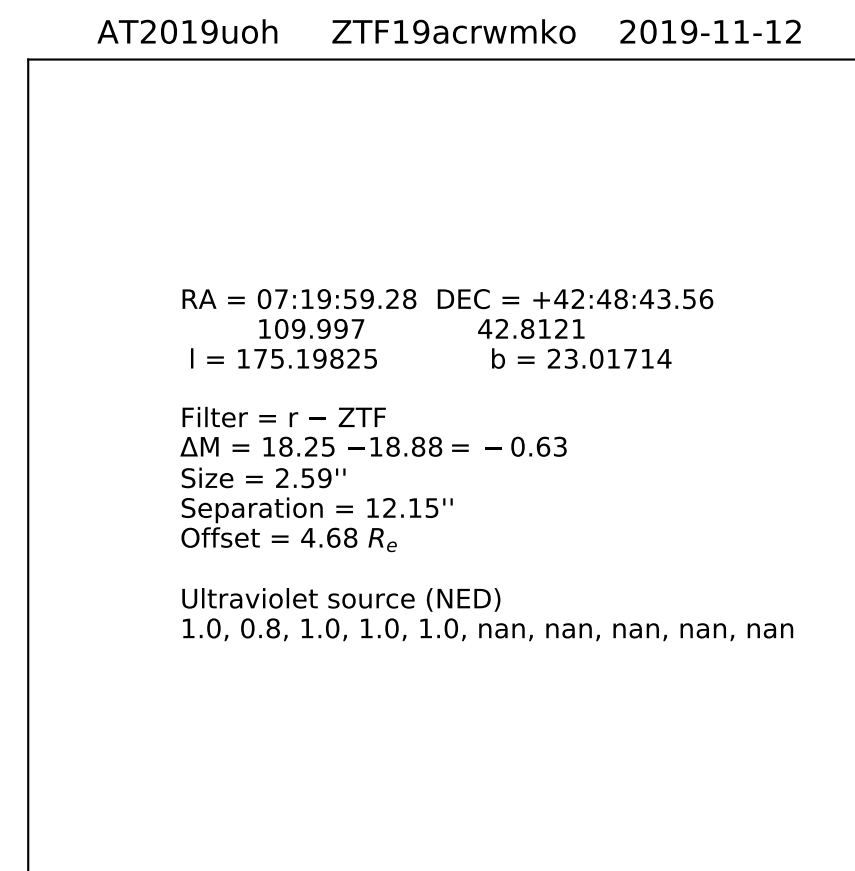 AT2019uoh ZTF19acrwmko 2019-11-12
RA = 07:19:59.28 DEC = +42:48:43.56
109.997 42.8121
l = 175.19825 b = 23.01714
Filter = r − ZTF
ΔM = 18.25 −18.88 = −0.63
Size = 2.59''
Separation = 12.15''
Offset = 4.68 Re
Ultraviolet source (NED)
1.0, 0.8, 1.0, 1.0, 1.0, nan, nan, nan, nan, nan